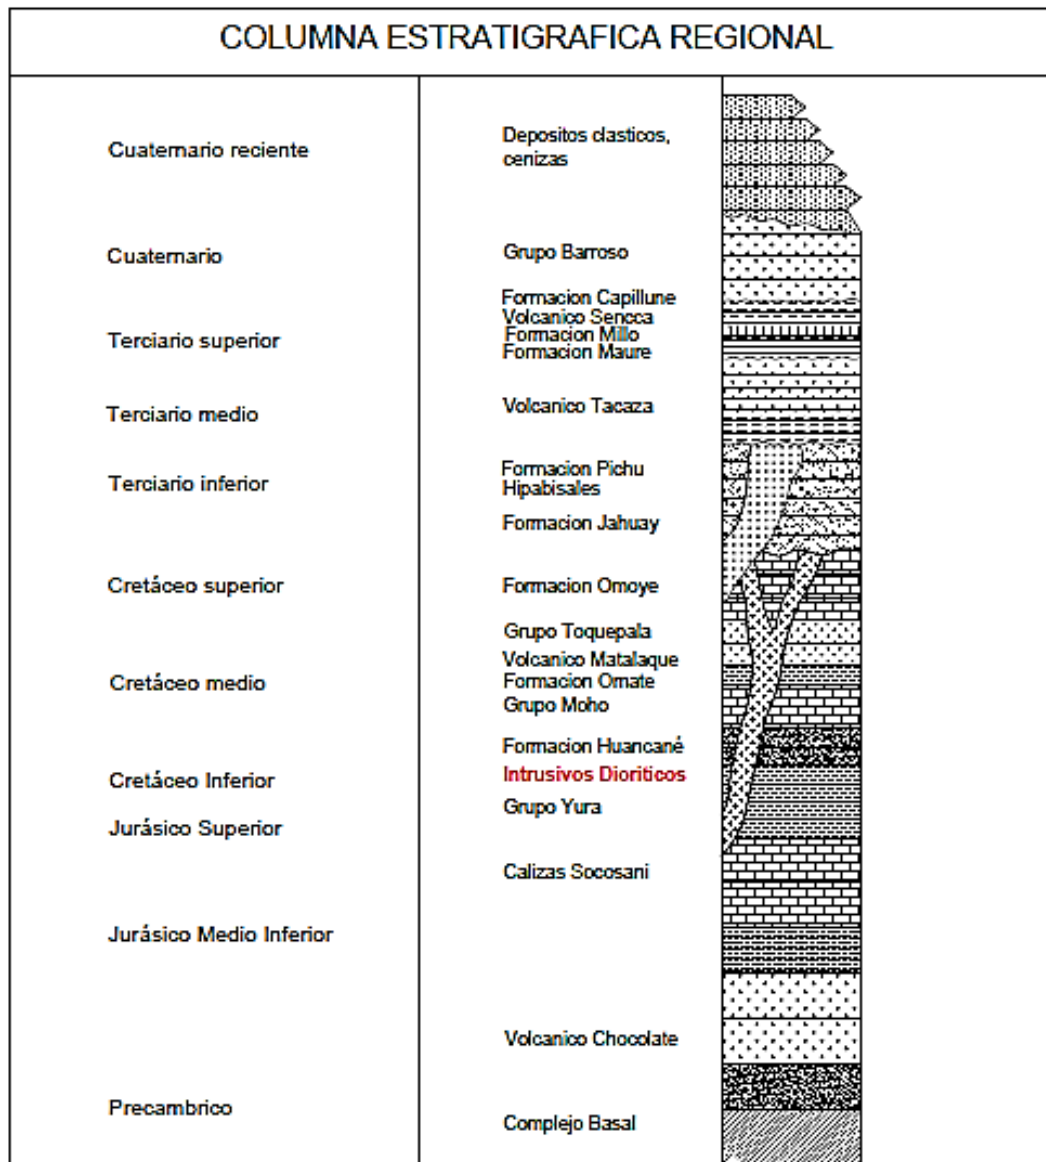 COLUMNA ESTRATIGRAFICA REGIONAL
Cuaternario reciente
Depositos clasticos,
cenizas
Cuaternario
Grupo Barroso
Formacion Capillune
Volcanico Sencca
Terciario superior
Formacion Millo
Formacion Maure
Terciario medio
Volcanico Tacaza
Terciario inferior
Formacion Pichu
Hipabisales
Formacion Jahuay
Cretáceo superior
Formacion Omoye
Grupo Toquepala
Volcanico Matalaque
Cretáceo medio
Formacion Omate
Grupo Moho
Formacion Huancané
Cretáceo Inferior
Intrusivos Dioriticos
Grupo Yura
Jurásico Superior
Calizas Socosani
Jurásico Medio Inferior
Volcanico Chocolate
Precambrico
Complejo Basal